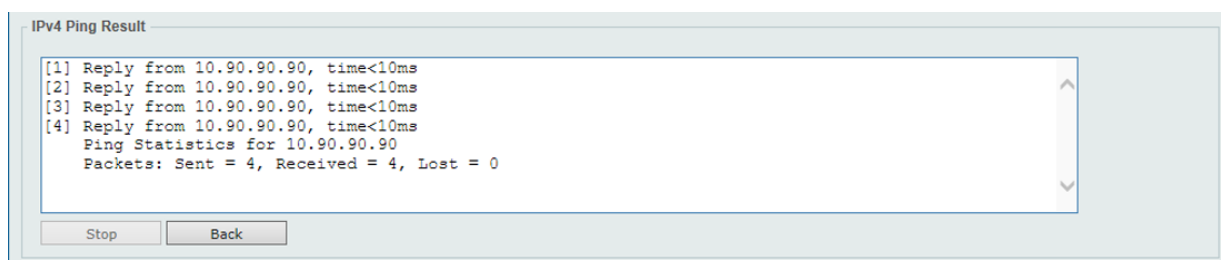 IPv4 Ping Result
[1] Reply from 10.90.90.90, time<10ms
[2] Reply from 10.90.90.90, time<10ms
[3] Reply from 10.90.90.90, time<10ms
[4] Reply from 10.90.90.90, time<10ms
Ping Statistics for 10.90.90.90
Packets: Sent = 4, Received = 4, Lost = 0
Stop Back